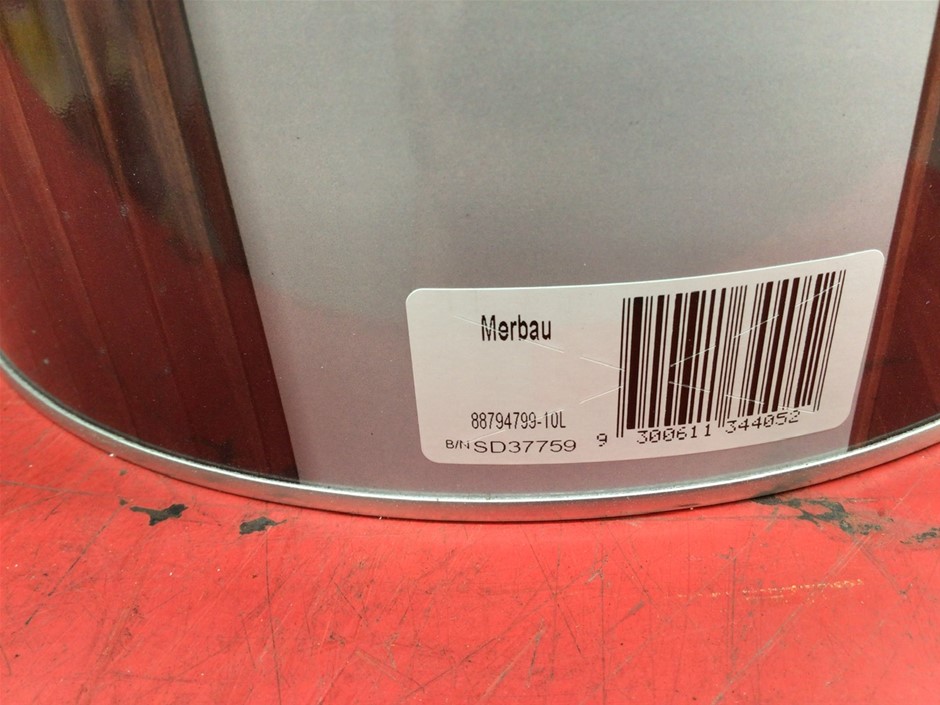 Merbau
88794799-10L
B/N SD37759
9 300611 344052